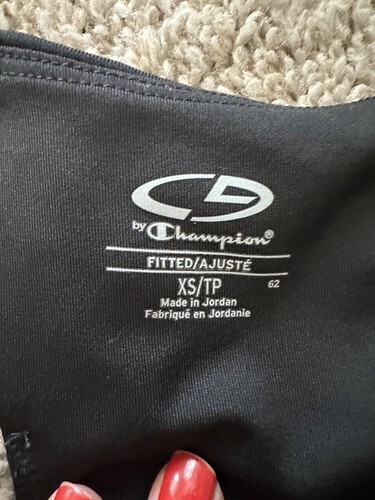 C9
by Champion®
FITTED/AJUSTÉ
XS/TP 62
Made in Jordan
Fabriqué en Jordanie